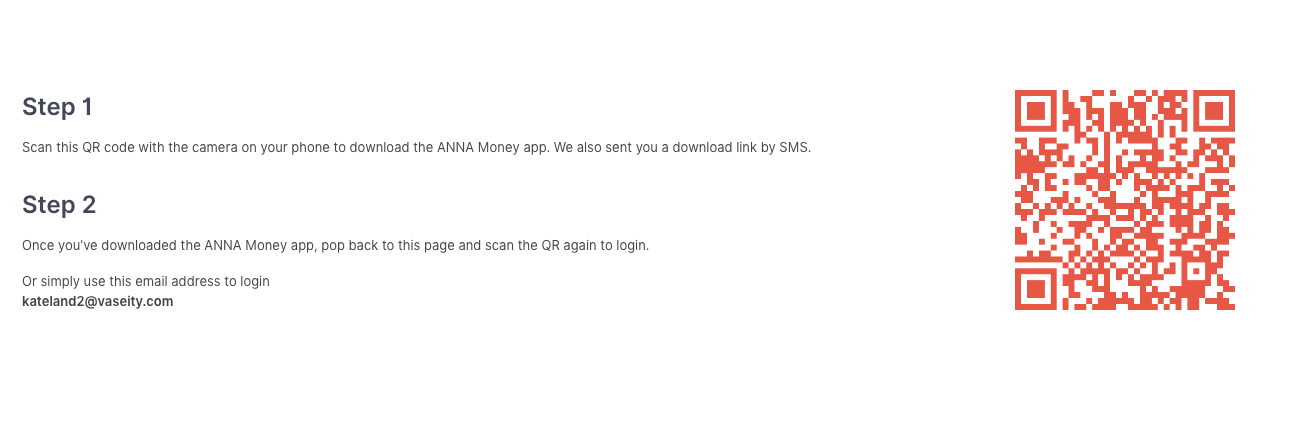 Step 1
Scan this QR code with the camera on your phone to download the ANNA Money app. We also sent you a download link by SMS.
Step 2
Once you've downloaded the ANNA Money app, pop back to this page and scan the QR again to login.
Or simply use this email address to login
kateland2@vaseity.com